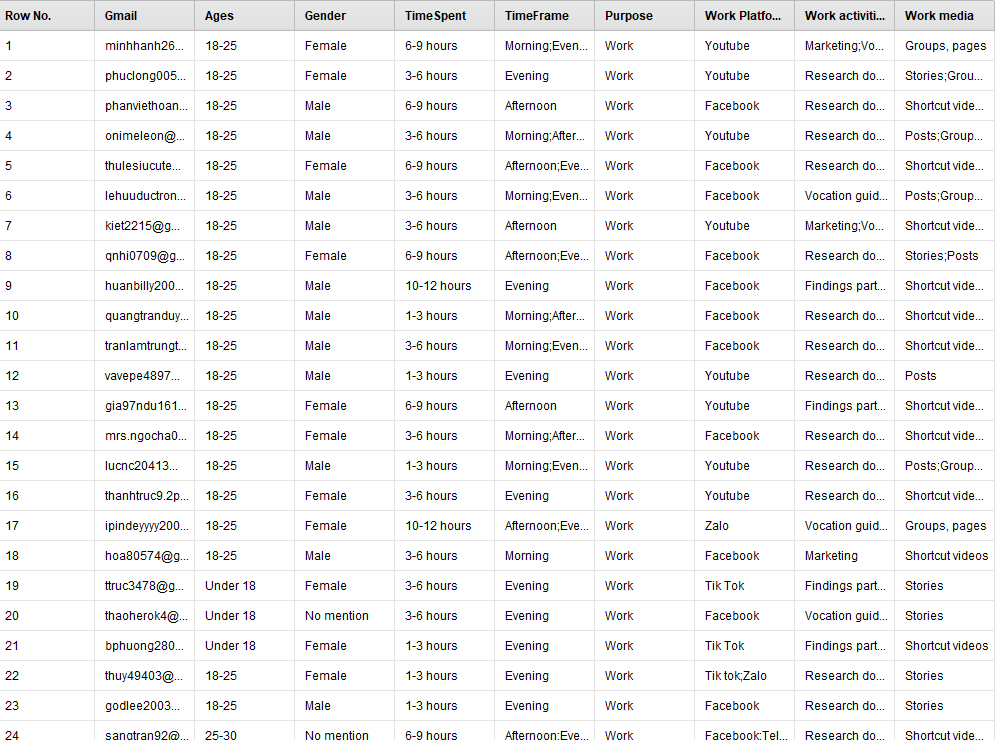 Row No. Gmail Ages Gender TimeSpent TimeFrame Purpose Work Platfo... Work activiti... Work media
1 minhhanh26... 18-25 Female 6-9 hours Morning;Even... Work Youtube Marketing;Vo... Groups, pages
2 phuclong005... 18-25 Female 3-6 hours Evening Work Youtube Research do... Stories;Grou...
3 phanviethoan... 18-25 Male 6-9 hours Afternoon Work Facebook Research do... Shortcut vide...
4 onimeleon@... 18-25 Male 3-6 hours Morning;After... Work Youtube Research do... Posts;Group...
5 thulesiucute... 18-25 Female 6-9 hours Afternoon;Eve... Work Facebook Research do... Shortcut vide...
6 lehuuductron... 18-25 Male 3-6 hours Morning;Even... Work Facebook Vocation guid... Posts;Group...
7 kiet2215@g... 18-25 Male 3-6 hours Afternoon Work Youtube Marketing;Vo... Shortcut vide...
8 qnhi0709@g... 18-25 Female 6-9 hours Afternoon;Eve... Work Facebook Research do... Stories;Posts
9 huanbilly200... 18-25 Male 10-12 hours Evening Work Facebook Findings part... Shortcut vide...
10 quangtranduy... 18-25 Male 1-3 hours Morning;After... Work Facebook Research do... Shortcut vide...
11 tranlamtrungt... 18-25 Male 3-6 hours Morning;Even... Work Facebook Research do... Shortcut vide...
12 vavepe4897... 18-25 Male 1-3 hours Evening Work Youtube Research do... Posts
13 gia97ndu161... 18-25 Female 6-9 hours Afternoon Work Youtube Findings part... Shortcut vide...
14 mrs.ngocha0... 18-25 Female 3-6 hours Morning;After... Work Facebook Research do... Shortcut vide...
15 lucnc20413... 18-25 Male 1-3 hours Morning;Even... Work Youtube Research do... Posts;Group...
16 thanhtruc9.2p... 18-25 Female 3-6 hours Evening Work Youtube Research do... Shortcut vide...
17 ipindeyyyy200... 18-25 Female 10-12 hours Afternoon;Eve... Work Zalo Vocation guid... Groups, pages
18 hoa80574@g... 18-25 Male 3-6 hours Morning Work Facebook Marketing Shortcut videos
19 ttruc3478@g... Under 18 Female 3-6 hours Evening Work Tik Tok Findings part... Stories
20 thaoherok4@... Under 18 No mention 3-6 hours Evening Work Facebook Vocation guid... Stories
21 bphuong280... Under 18 Female 1-3 hours Evening Work Tik Tok Findings part... Shortcut videos
22 thuy49403@... 18-25 Female 1-3 hours Evening Work Tik tok;Zalo Research do... Stories
23 godlee2003... 18-25 Male 1-3 hours Evening Work Facebook Research do... Stories
24 sangtran92@... 25-30 No mention 6-9 hours Afternoon;Eve... Work Facebook;Tel... Research do... Shortcut vide...